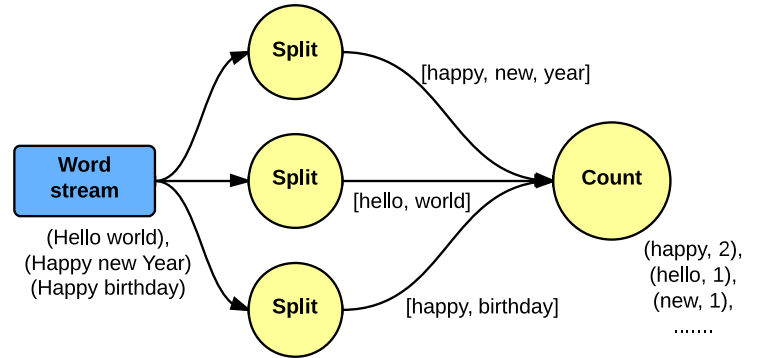 Split
[happy, new, year]
Word
stream
Split
Count
[hello, world]
(Hello world),
(Happy new Year)
(Happy birthday)
(happy, 2),
(hello, 1),
(new, 1),
.......
Split
[happy, birthday]